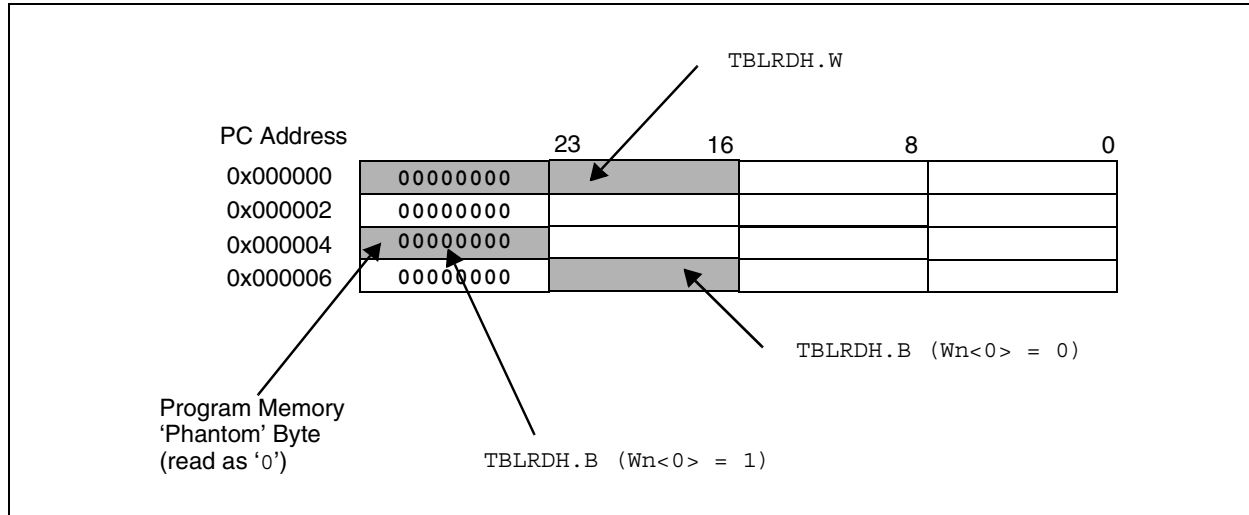 TBLRDH.W
PC Address
23 16 8 0
0x000000 00000000
0x000002 00000000
0x000004 00000000
0x000006 00000000
TBLRDH.B (Wn<0> = 0)
Program Memory
‘Phantom’ Byte
(read as ‘0’)
TBLRDH.B (Wn<0> = 1)